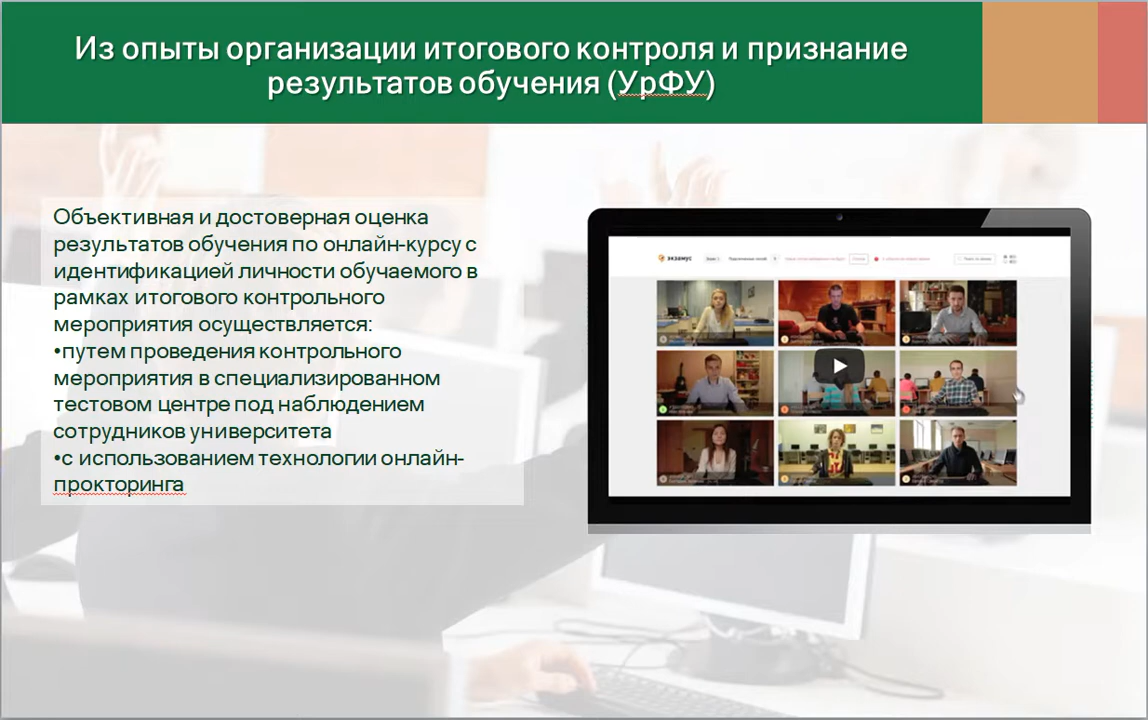 Из опыты организации итогового контроля и признание
результатов обучения (УрФУ)
Объективная и достоверная оценка
результатов обучения по онлайн-курсу с
идентификацией личности обучаемого в
рамках итогового контрольного
мероприятия осуществляется:
•путем проведения контрольного
мероприятия в специализированном
тестовом центре под наблюдением
сотрудников университета
•с использованием технологии онлайн-
прокторинга
экзамус